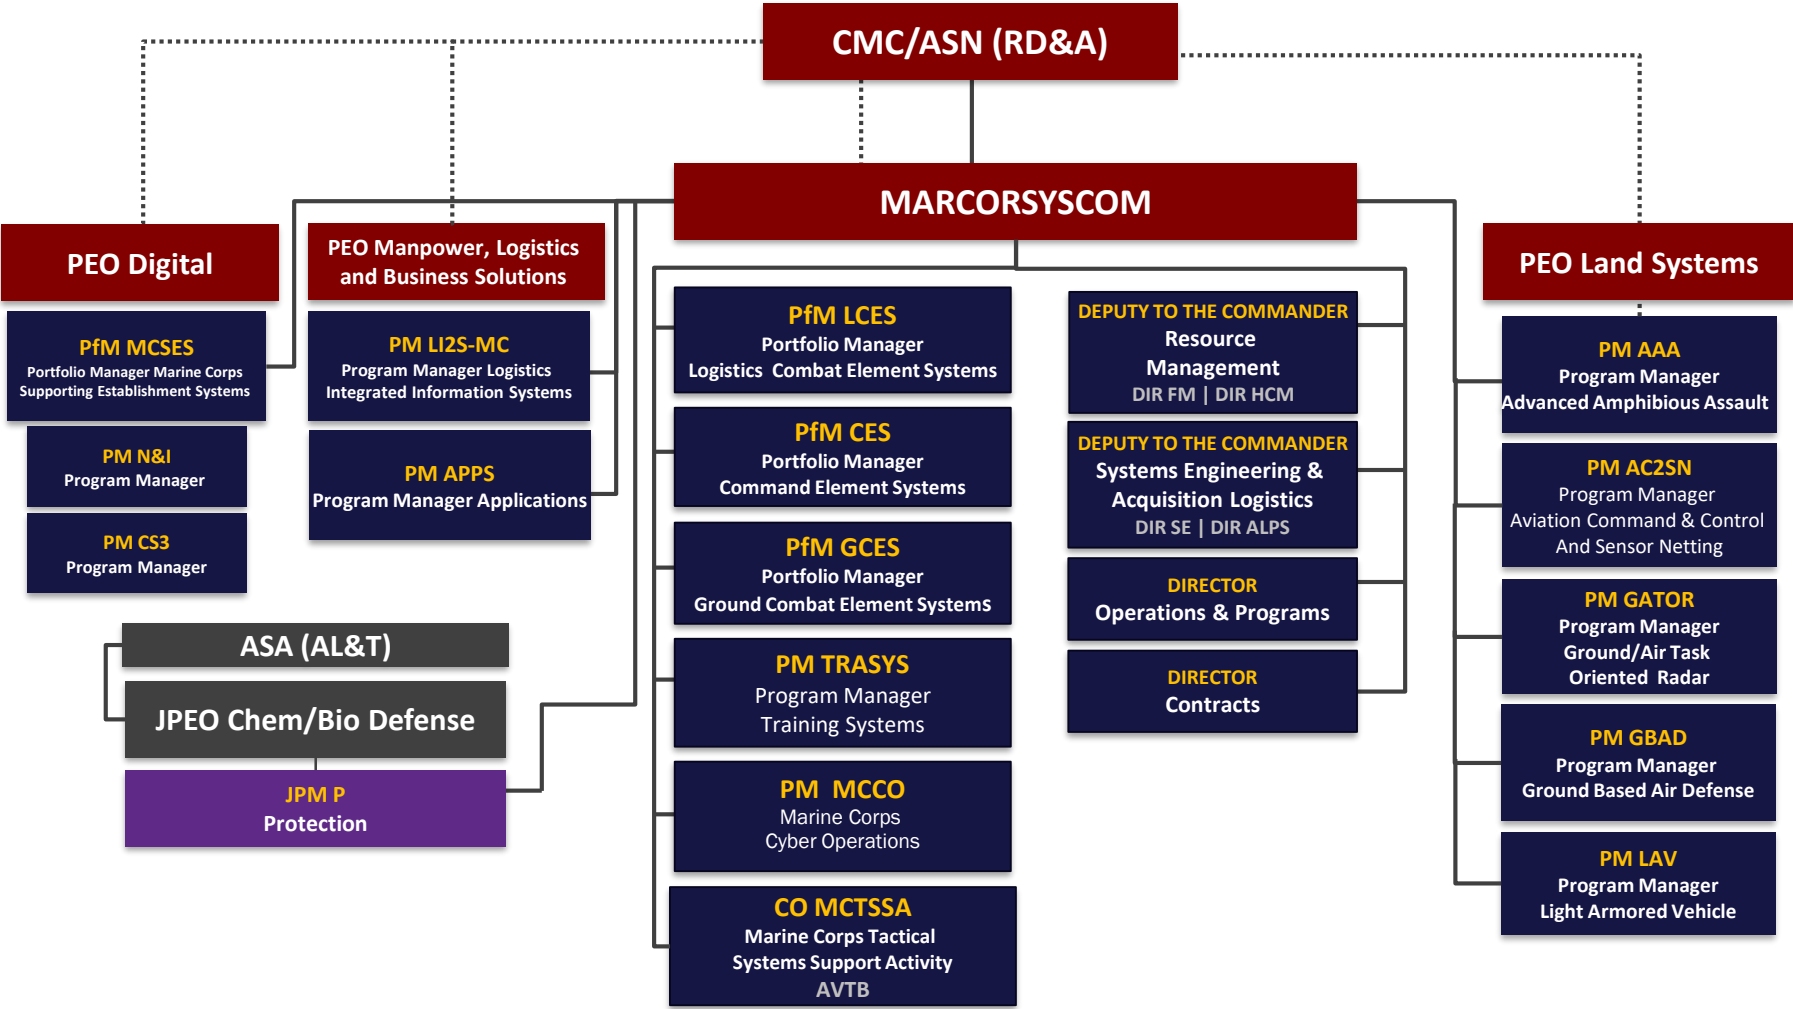 CMC/ASN (RD&A)
MARCORSYSCOM
PEO Digital
PfM MCSES
Portfolio Manager Marine Corps
Supporting Establishment Systems
PM N&I
Program Manager
PM CS3
Program Manager
PEO Manpower, Logistics
and Business Solutions
PM LI2S-MC
Program Manager Logistics
Integrated Information Systems
PM APPS
Program Manager Applications
ASA (AL&T)
JPEO Chem/Bio Defense
JPM P
Protection
PfM LCES
Portfolio Manager
Logistics Combat Element Systems
PfM CES
Portfolio Manager
Command Element Systems
PfM GCES
Portfolio Manager
Ground Combat Element Systems
PM TRASYS
Program Manager
Training Systems
PM MCCO
Marine Corps
Cyber Operations
CO MCTSSA
Marine Corps Tactical
Systems Support Activity
AVTB
DEPUTY TO THE COMMANDER
Resource
Management
DIR FM | DIR HCM
DEPUTY TO THE COMMANDER
Systems Engineering &
Acquisition Logistics
DIR SE | DIR ALPS
DIRECTOR
Operations & Programs
DIRECTOR
Contracts
PEO Land Systems
PM AAA
Program Manager
Advanced Amphibious Assault
PM AC2SN
Program Manager
Aviation Command & Control
And Sensor Netting
PM GATOR
Program Manager
Ground/Air Task
Oriented Radar
PM GBAD
Program Manager
Ground Based Air Defense
PM LAV
Program Manager
Light Armored Vehicle